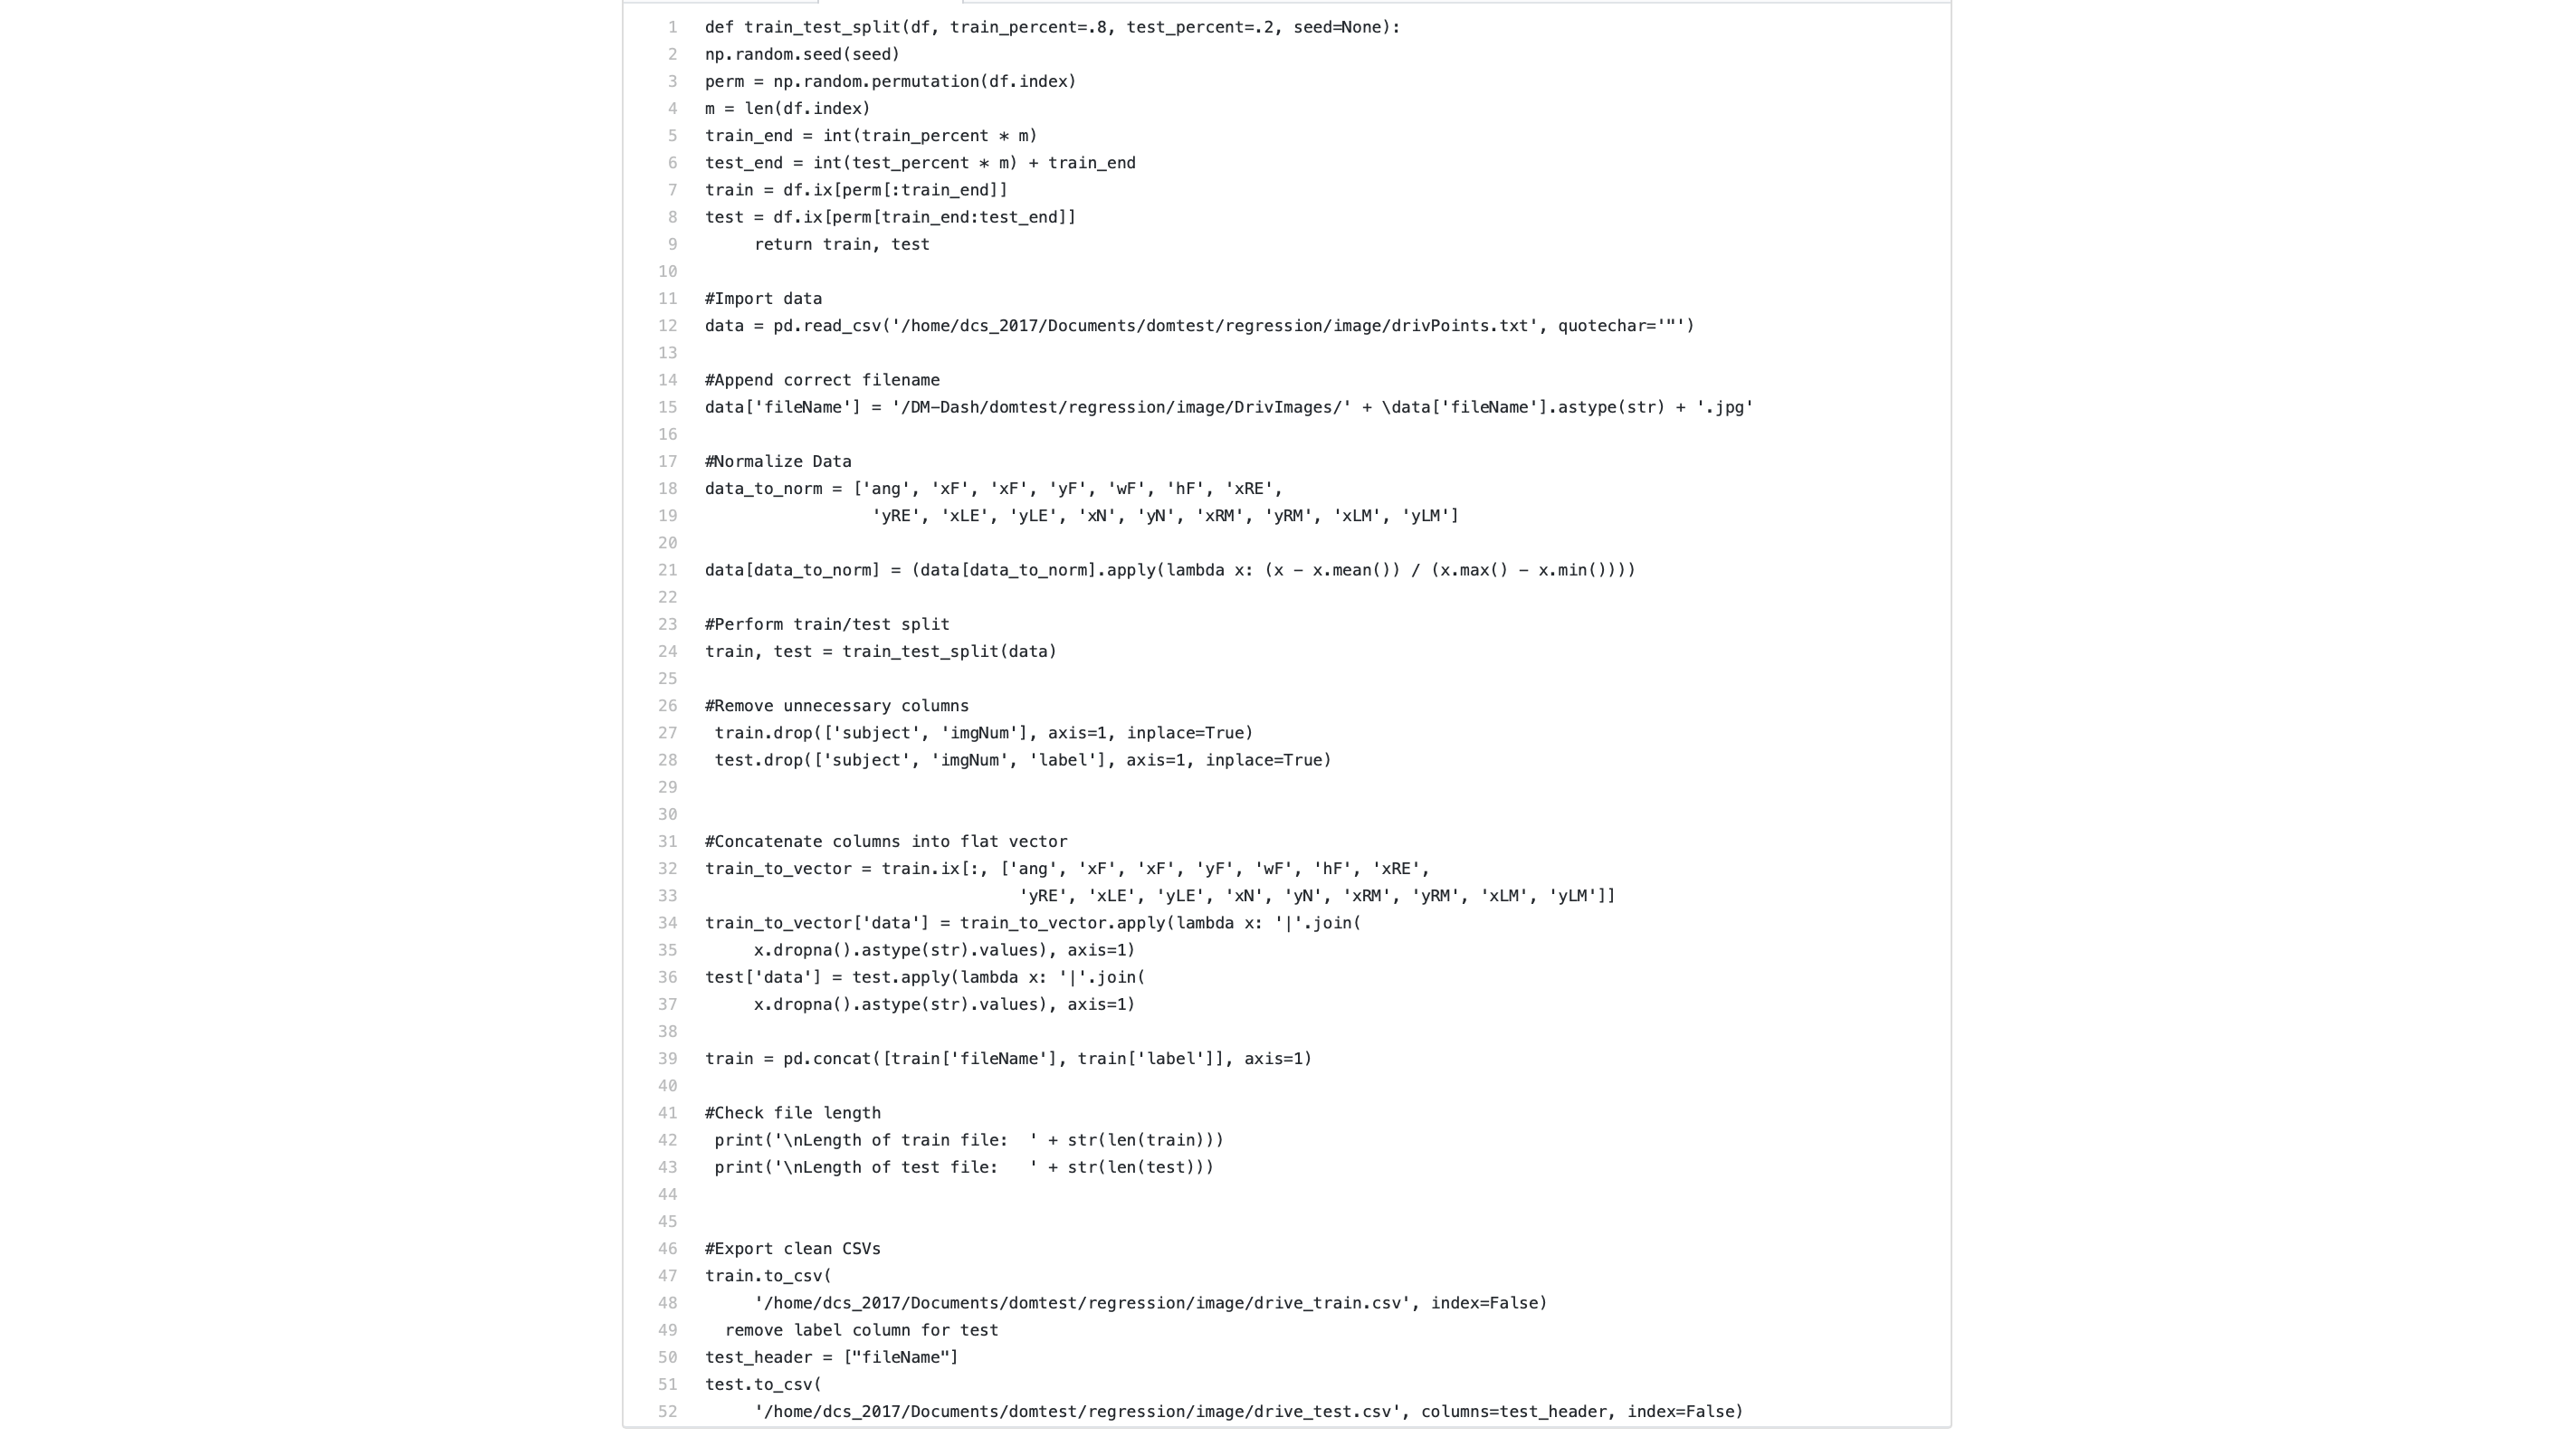 1 def train_test_split(df, train_percent=.8, test_percent=.2, seed=None):
2 np.random.seed(seed)
3 perm = np.random.permutation(df.index)
4 m = len(df.index)
5 train_end = int(train_percent * m)
6 test_end = int(test_percent * m) + train_end
7 train = df.ix[perm[:train_end]]
8 test = df.ix[perm[train_end:test_end]]
9      return train, test
10
11 #Import data
12 data = pd.read_csv('/home/dcs_2017/Documents/domtest/regression/image/drivPoints.txt', quotechar='"')
13
14 #Append correct filename
15 data['fileName'] = '/DM-Dash/domtest/regression/image/DrivImages/' + \data['fileName'].astype(str) + '.jpg'
16
17 #Normalize Data
18 data_to_norm = ['ang', 'xF', 'xF', 'yF', 'wF', 'hF', 'xRE',
19                  'yRE', 'xLE', 'yLE', 'xN', 'yN', 'xRM', 'yRM', 'xLM', 'yLM']
20
21 data[data_to_norm] = (data[data_to_norm].apply(lambda x: (x - x.mean()) / (x.max() - x.min())))
22
23 #Perform train/test split
24 train, test = train_test_split(data)
25
26 #Remove unnecessary columns
27  train.drop(['subject', 'imgNum'], axis=1, inplace=True)
28  test.drop(['subject', 'imgNum', 'label'], axis=1, inplace=True)
29
30
31 #Concatenate columns into flat vector
32 train_to_vector = train.ix[:, ['ang', 'xF', 'xF', 'yF', 'wF', 'hF', 'xRE',
33                                 'yRE', 'xLE', 'yLE', 'xN', 'yN', 'xRM', 'yRM', 'xLM', 'yLM']]
34 train_to_vector['data'] = train_to_vector.apply(lambda x: '|'.join(
35      x.dropna().astype(str).values), axis=1)
36 test['data'] = test.apply(lambda x: '|'.join(
37      x.dropna().astype(str).values), axis=1)
38
39 train = pd.concat([train['fileName'], train['label']], axis=1)
40
41 #Check file length
42  print('\nLength of train file:  ' + str(len(train)))
43  print('\nLength of test file:   ' + str(len(test)))
44
45
46 #Export clean CSVs
47 train.to_csv(
48      '/home/dcs_2017/Documents/domtest/regression/image/drive_train.csv', index=False)
49   remove label column for test
50 test_header = ["fileName"]
51 test.to_csv(
52      '/home/dcs_2017/Documents/domtest/regression/image/drive_test.csv', columns=test_header, index=False)